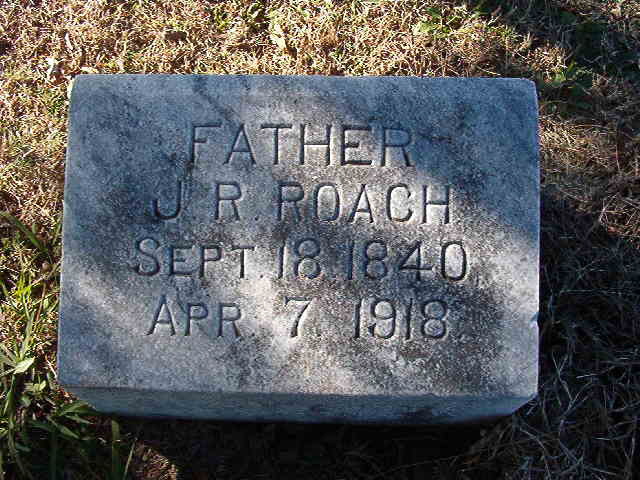 FATHER
J. R. ROACH
SEPT. 18, 1840,
APR. 7. 1918.